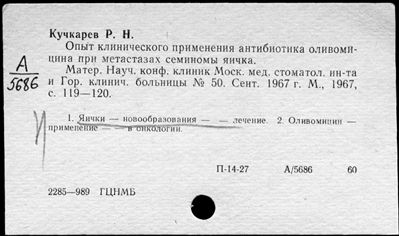 Кучкарев Р. Н.
Опыт клинического применения антибиотика оливоми-
цина при метастазах семиномы яичка.
А
5686
Матер. Науч. конф. клиник Моск. мед. стоматол. ин-та
и Гор. клинич. больницы № 50. Сент. 1967 г. М., 1967,
с. 119—120.
1. Яички — новообразования — — лечение. 2. Оливомицин —
применение — — в онкологии.
П-14-27 А/5686 60
2285—989 ГЦНМБ